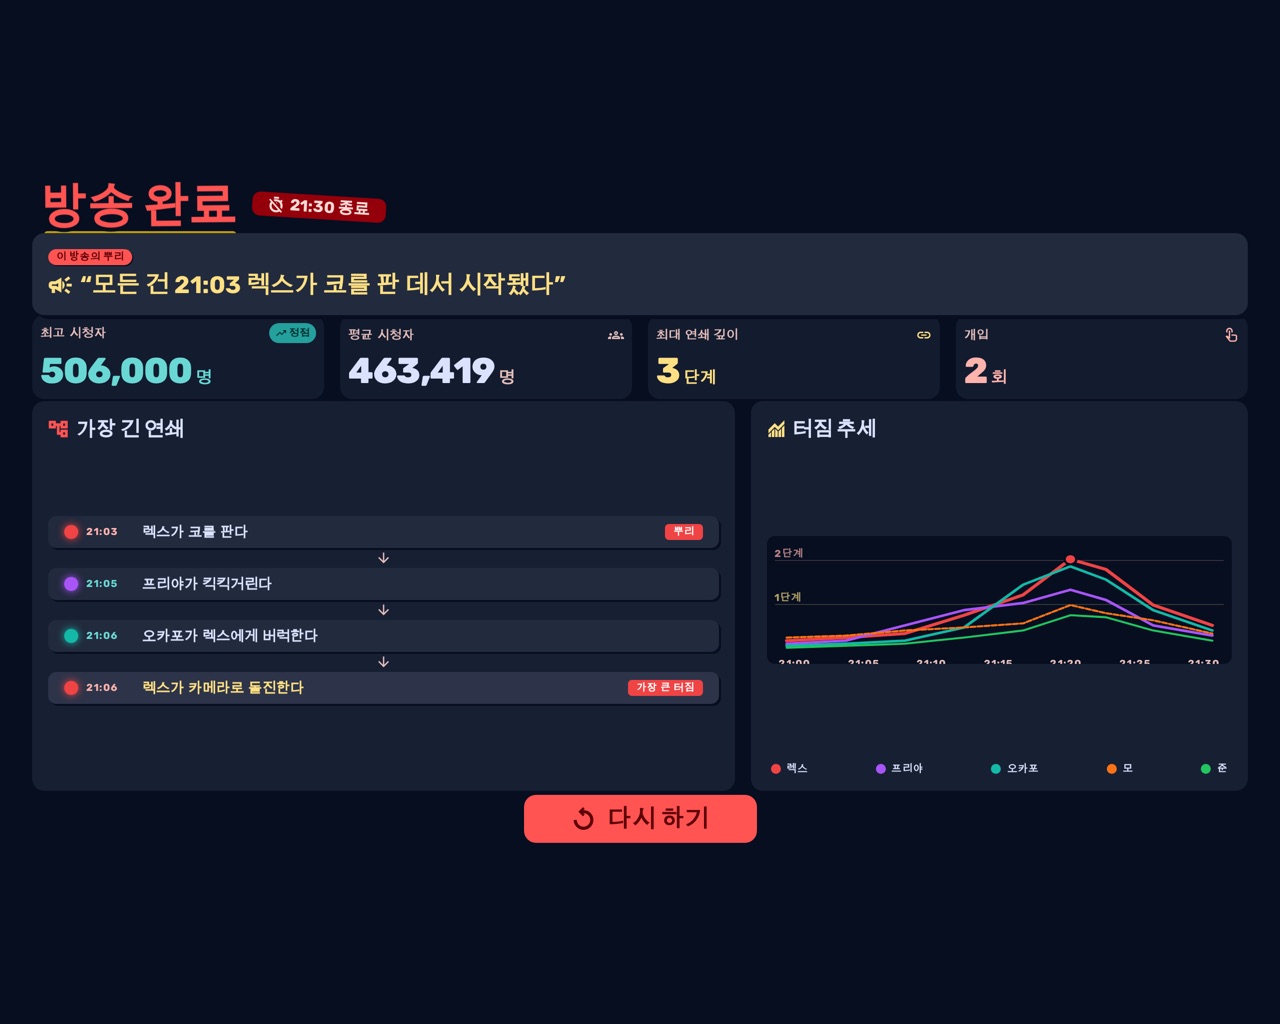 방송 완료
21:30 종료
이 방송의 뿌리
“모든 건 21:03 렉스가 코를 판 데서 시작됐다”
최고 시청자
정점
506,000 명
평균 시청자
463,419 명
최대 연쇄 깊이
3 단계
개입
2 회
가장 긴 연쇄
21:03 렉스가 코를 판다 뿌리
21:05 프리야가 킥킥거린다
21:06 오카포가 렉스에게 버럭한다
21:06 렉스가 카메라로 돌진한다 가장 큰 터짐
터짐 추세
2단계
1단계
21:00 21:05 21:10 21:15 21:20 21:25 21:30
렉스 프리야 오카포 모 준
다시 하기